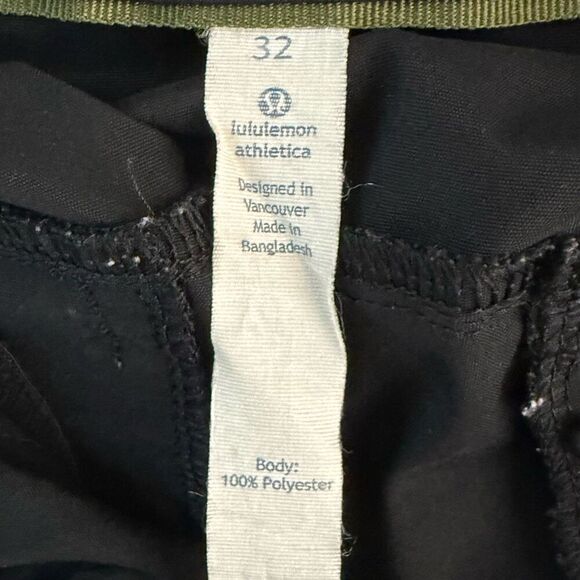 32
lululemon
athletica
Designed in
Vancouver
Made in
Bangladesh
Body:
100% Polyester